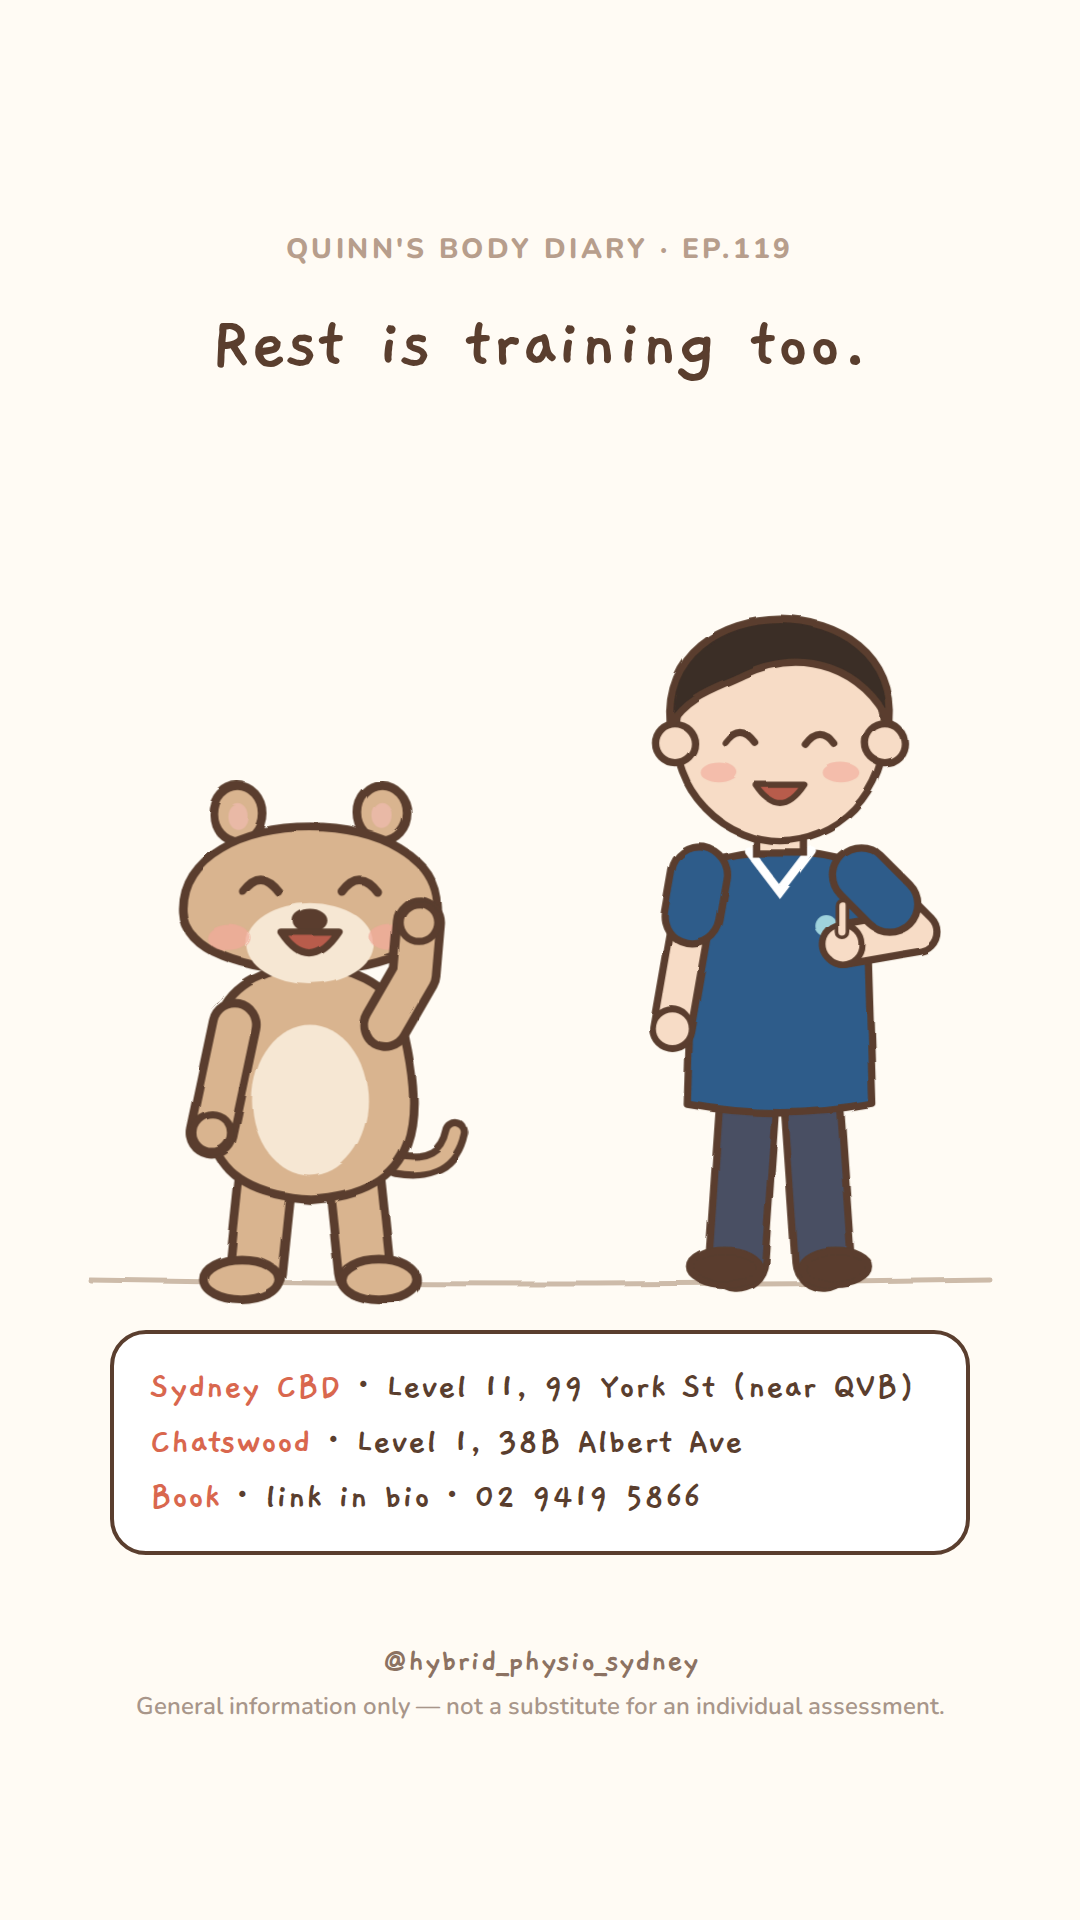 QUINN'S BODY DIARY · EP.119
Rest is training too.
Sydney CBD · Level 11, 99 York St (near QVB)
Chatswood · Level 1, 38B Albert Ave
Book · link in bio · 02 9419 5866
@hybrid_physio_sydney
General information only — not a substitute for an individual assessment.